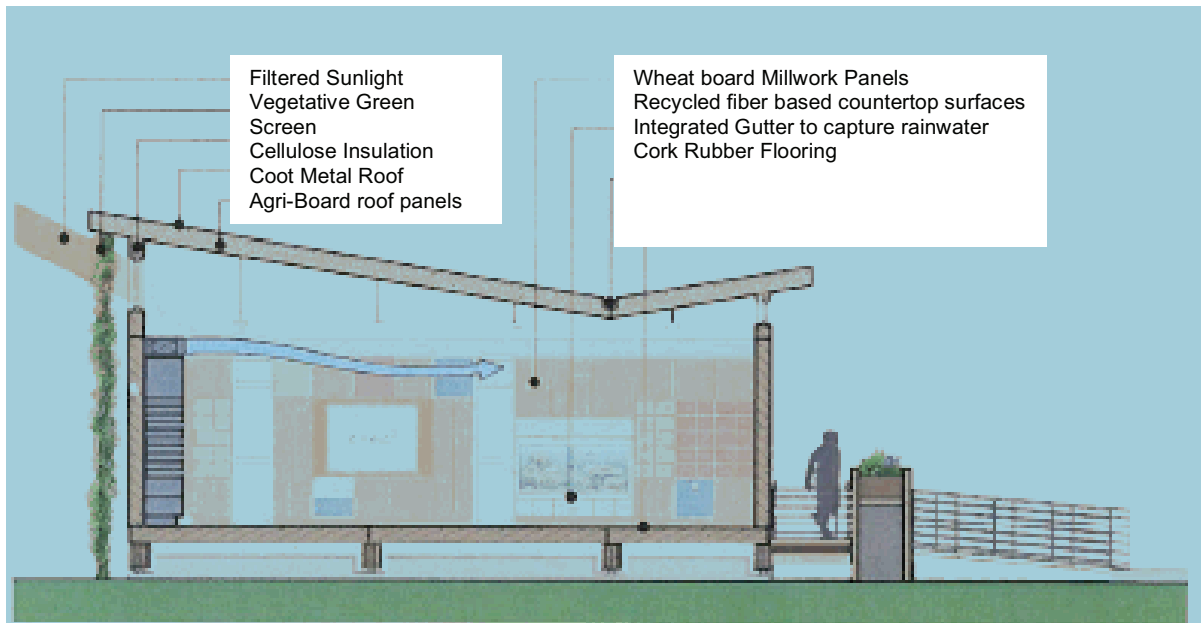 Filtered Sunlight
Vegetative Green
Screen
Cellulose Insulation
Coot Metal Roof
Agri-Board roof panels
Wheat board Millwork Panels
Recycled fiber based countertop surfaces
Integrated Gutter to capture rainwater
Cork Rubber Flooring